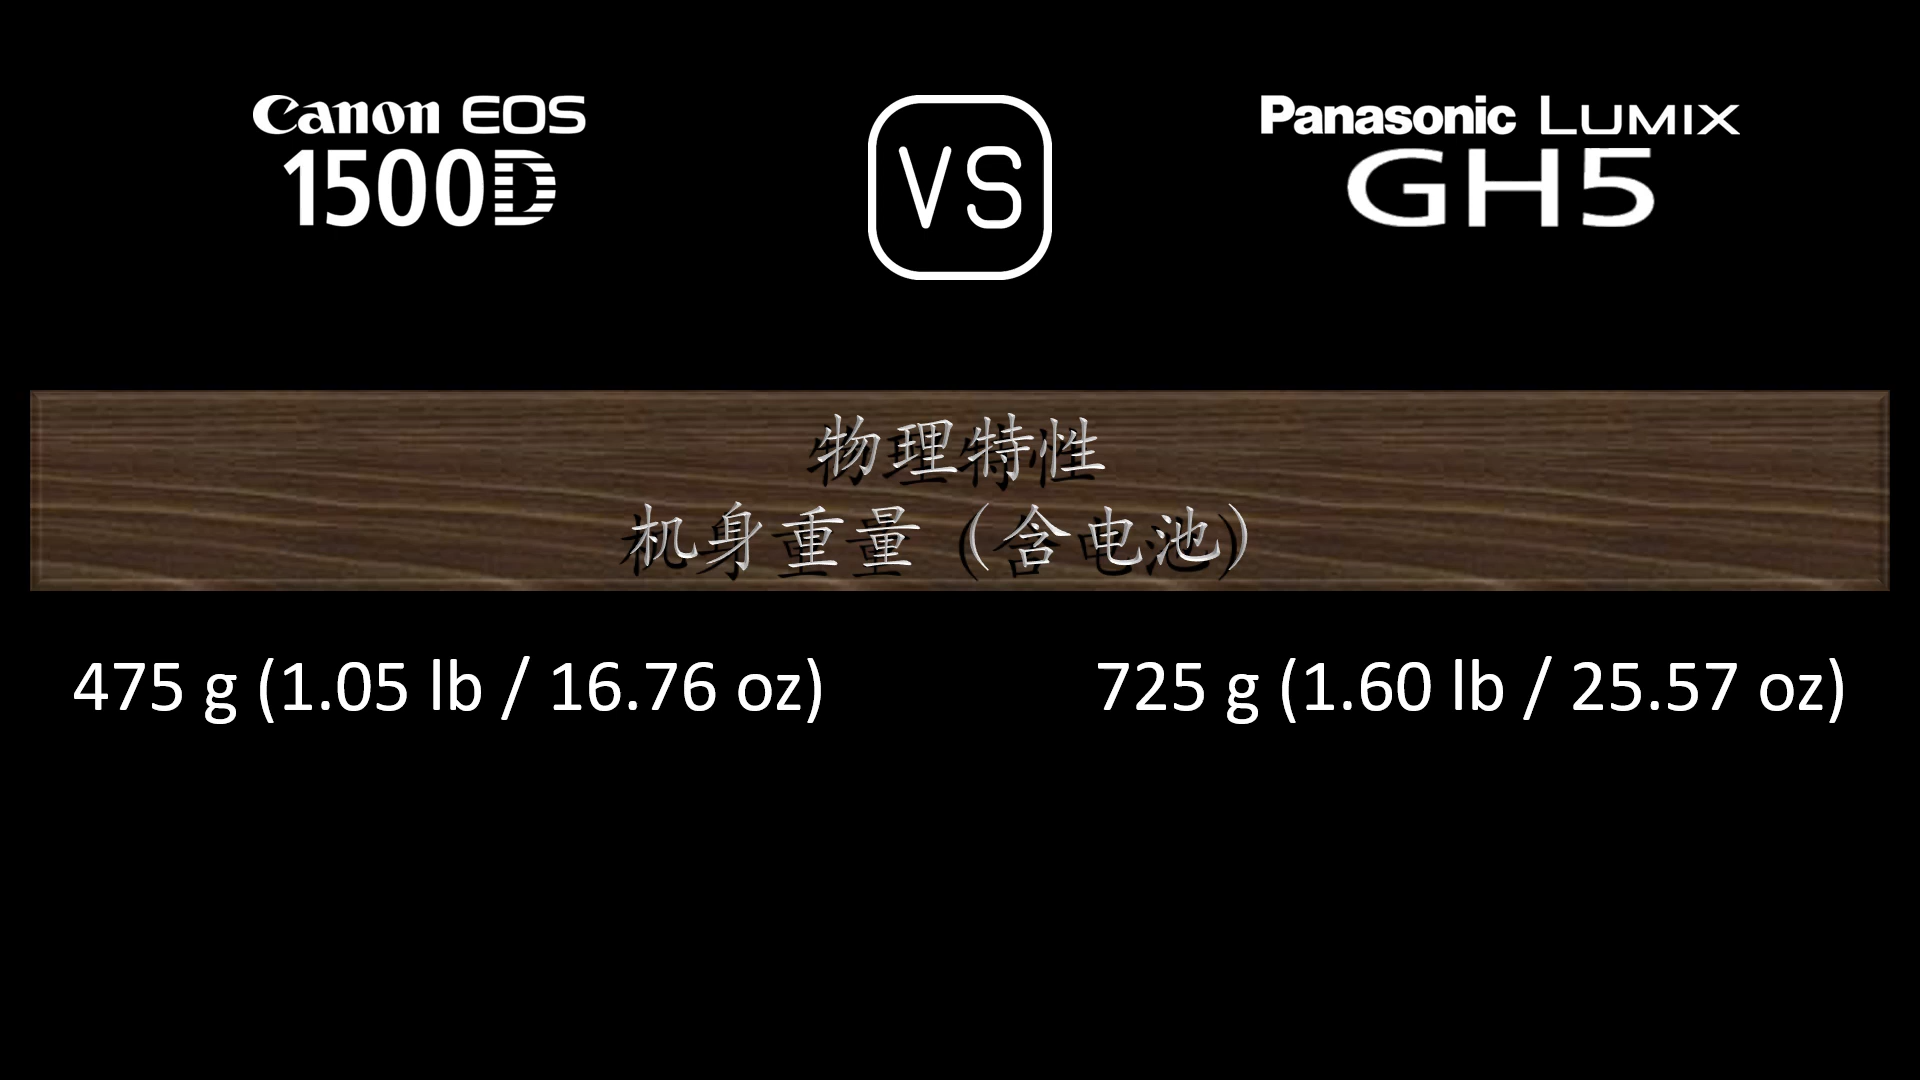 Canon EOS
1500D
VS
Panasonic LUMIX
GH5
物理特性
机身重量（含电池）
475 g (1.05 lb / 16.76 oz)
725 g (1.60 lb / 25.57 oz)